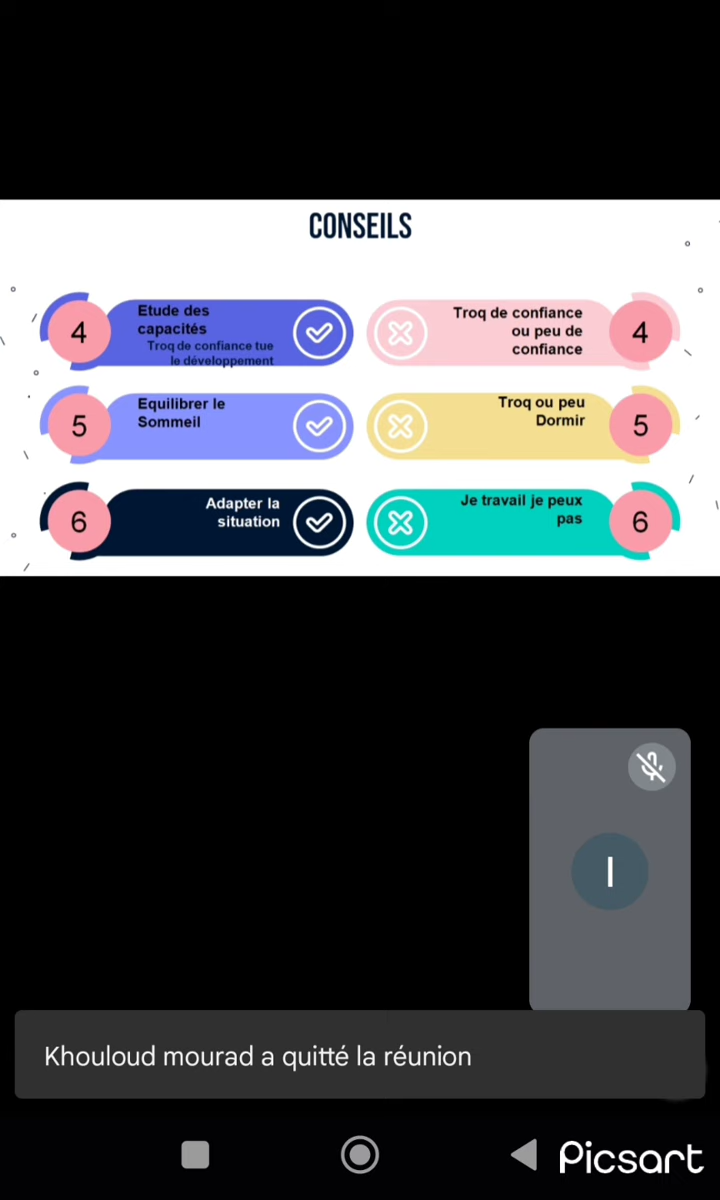 CONSEILS
4
Etude des
capacités
Troq de confiance tue
le développement
Troq de confiance
ou peu de
confiance
4
5
Equilibrer le
Sommeil
Troq ou peu
Dormir
5
6
Adapter la
situation
Je travail je peux
pas
6
I
Khouloud mourad a quitté la réunion
Picsart